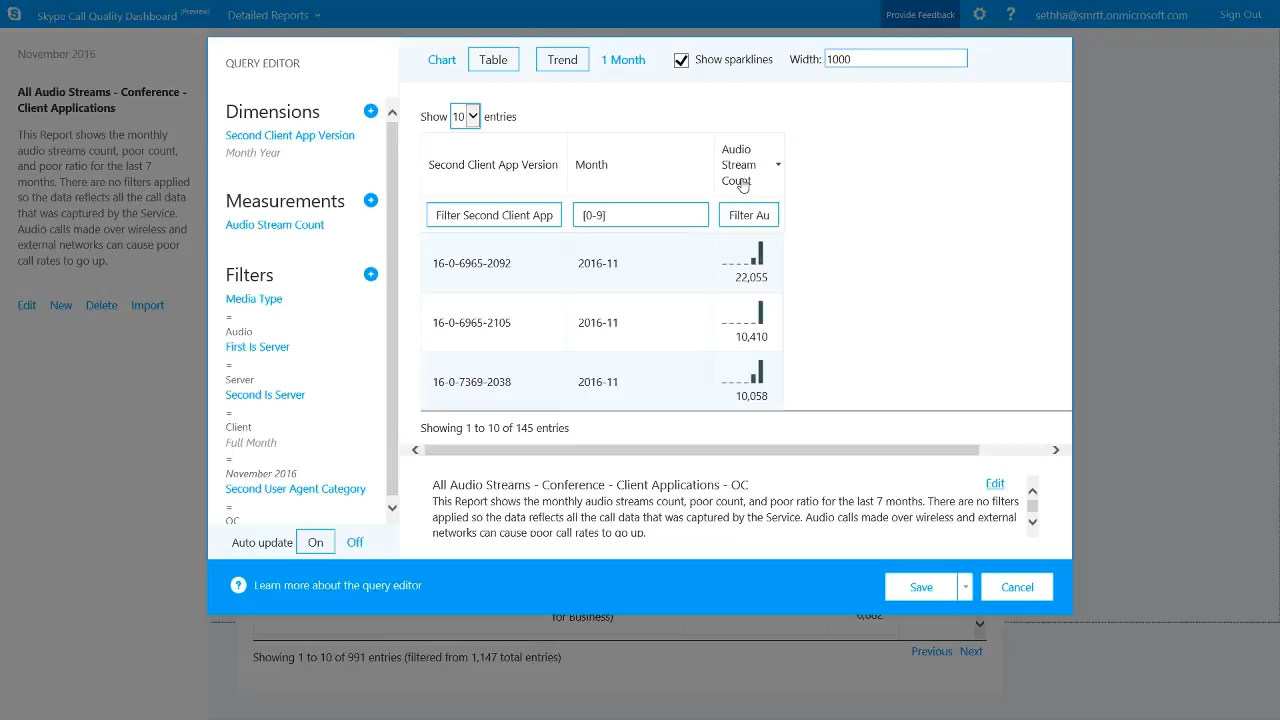 Skype Call Quality Dashboard (Preview)
Detailed Reports
Provide Feedback
?
sethha@smrtt.onmicrosoft.com
Sign Out
November 2016
All Audio Streams - Conference -
Client Applications
This Report shows the monthly
audio streams count, poor count,
and poor ratio for the last 7
months. There are no filters applied
so the data reflects all the call data
that was captured by the Service.
Audio calls made over wireless and
external networks can cause poor
call rates to go up.
Edit New Delete Import
QUERY EDITOR
Dimensions
Second Client App Version
Month Year
Measurements
Audio Stream Count
Filters
Media Type
=
Audio
First Is Server
=
Server
Second Is Server
=
Client
Full Month
=
November 2016
Second User Agent Category
=
OC
Auto update On Off
Chart Table Trend 1 Month Show sparklines Width: 1000
Show 10 entries
Second Client App Version Month Audio Stream Count
Filter Second Client App [0-9] Filter Au
16-0-6965-2092 2016-11 22,055
16-0-6965-2105 2016-11 10,410
16-0-7369-2038 2016-11 10,058
Showing 1 to 10 of 145 entries
All Audio Streams - Conference - Client Applications - OC
Edit
This Report shows the monthly audio streams count, poor count, and poor ratio for the last 7 months. There are no filters
applied so the data reflects all the call data that was captured by the Service. Audio calls made over wireless and external
networks can cause poor call rates to go up.
? Learn more about the query editor
Save Cancel
for Business)
6,662
Showing 1 to 10 of 991 entries (filtered from 1,147 total entries)
Previous Next